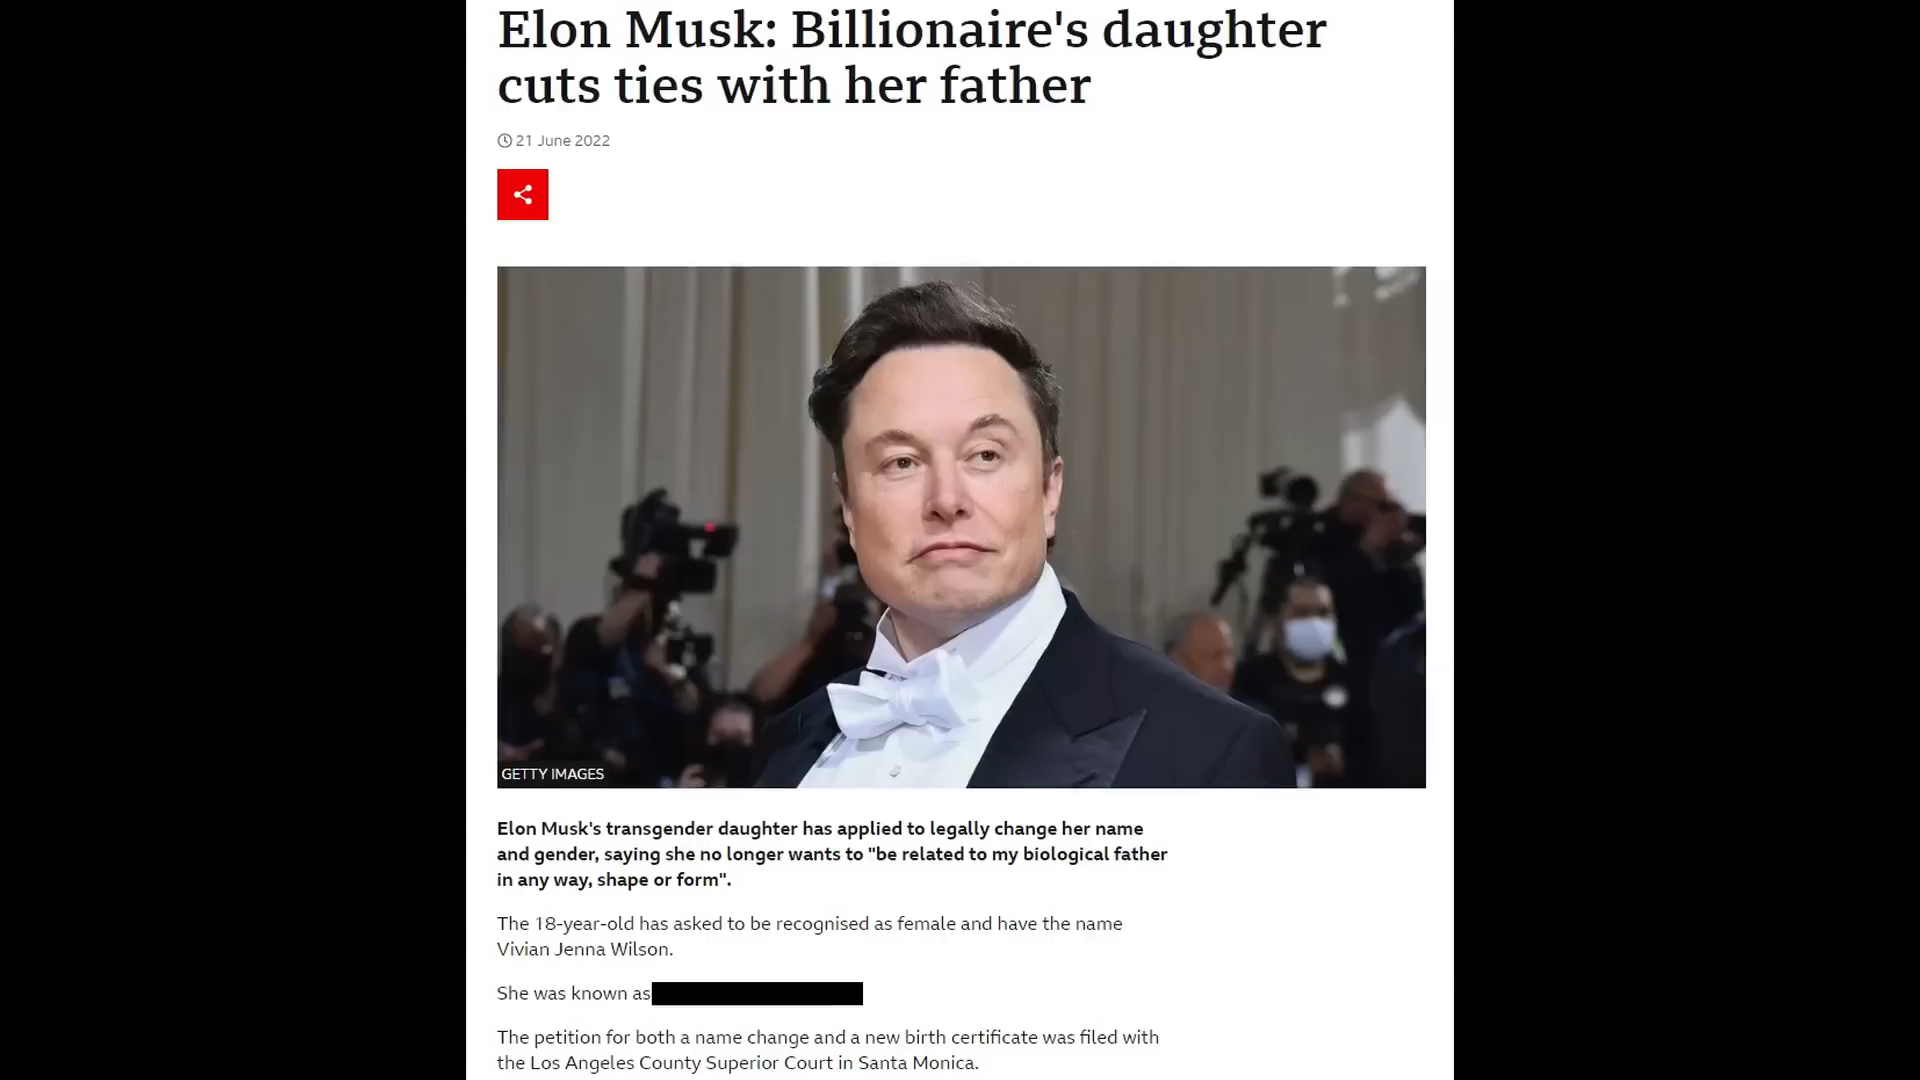 Elon Musk: Billionaire's daughter
cuts ties with her father
21 June 2022
GETTY IMAGES
Elon Musk's transgender daughter has applied to legally change her name
and gender, saying she no longer wants to "be related to my biological father
in any way, shape or form".
The 18-year-old has asked to be recognised as female and have the name
Vivian Jenna Wilson.
She was known as
The petition for both a name change and a new birth certificate was filed with
the Los Angeles County Superior Court in Santa Monica.